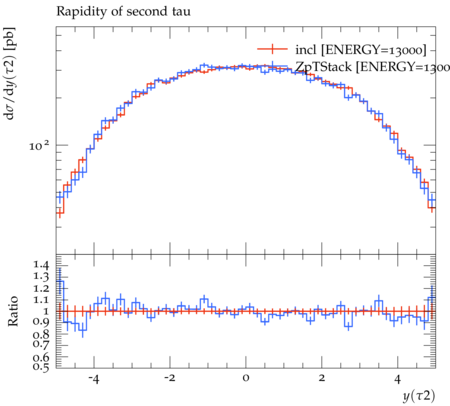 Rapidity of second tau
dσ/dy(τ2) [pb]
incl [ENERGY=13000]
ZpTStack [ENERGY=1300
10²
Ratio
1.4
1.3
1.2
1.1
1
0.9
0.8
0.7
0.6
0.5
-4 -2 0 2 4
y(τ2)